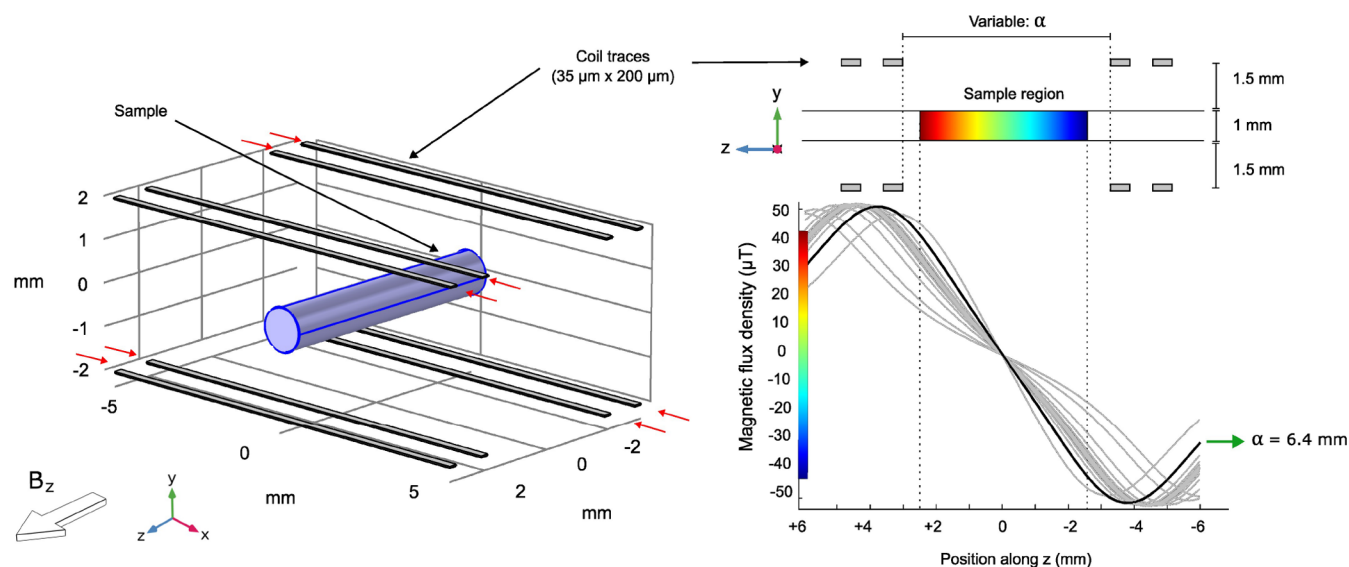 Coil traces
(35 µm x 200 µm)
Sample
2
1
mm
0
-1
-2
-5
0
5
mm
2
0
-2
mm
Bz
y
z
x
Variable: α
Sample region
y
z
1.5 mm
1 mm
1.5 mm
Magnetic flux density (µT)
50
40
30
20
10
0
-10
-20
-30
-40
-50
α = 6.4 mm
+6
+4
+2
0
-2
-4
-6
Position along z (mm)